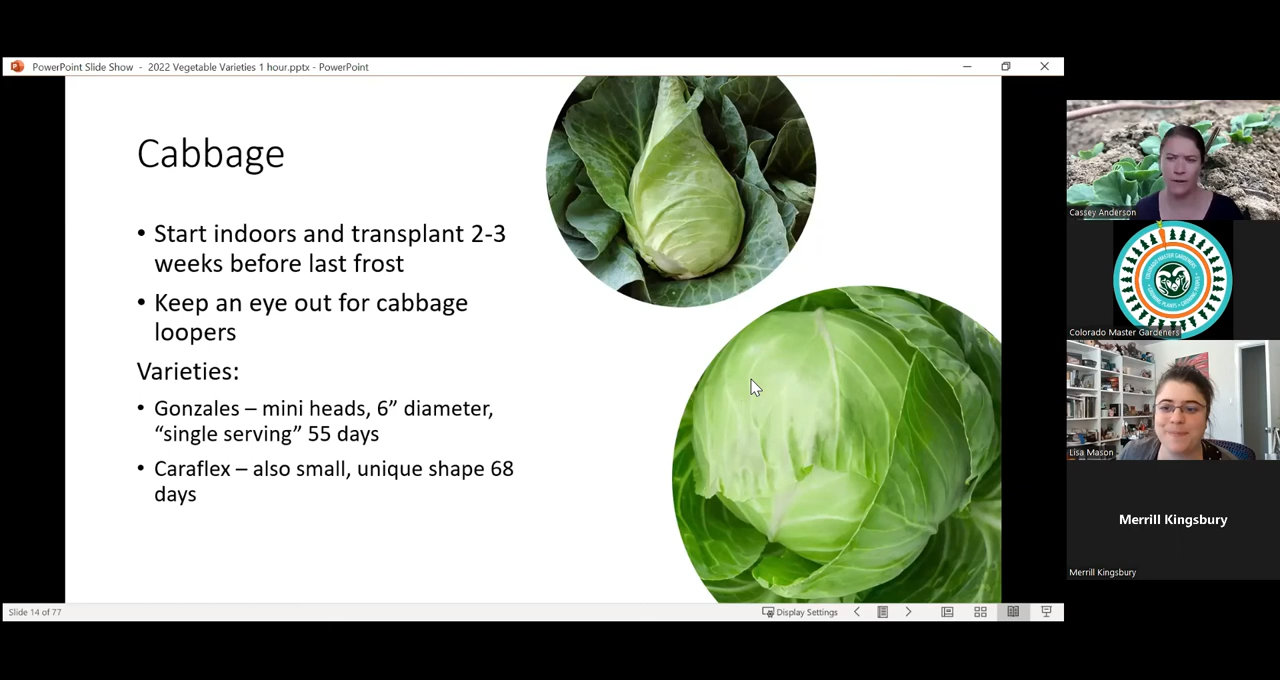 PowerPoint Slide Show - 2022 Vegetable Varieties 1 hour.pptx - PowerPoint
Cabbage
• Start indoors and transplant 2-3
weeks before last frost
• Keep an eye out for cabbage
loopers
Varieties:
• Gonzales – mini heads, 6” diameter,
“single serving” 55 days
• Caraflex – also small, unique shape 68
days
Slide 14 of 77
Display Settings
Cassey Anderson
COLORADO MASTER GARDENERS
Colorado Master Gardeners
Lisa Mason
Merrill Kingsbury
Merrill Kingsbury